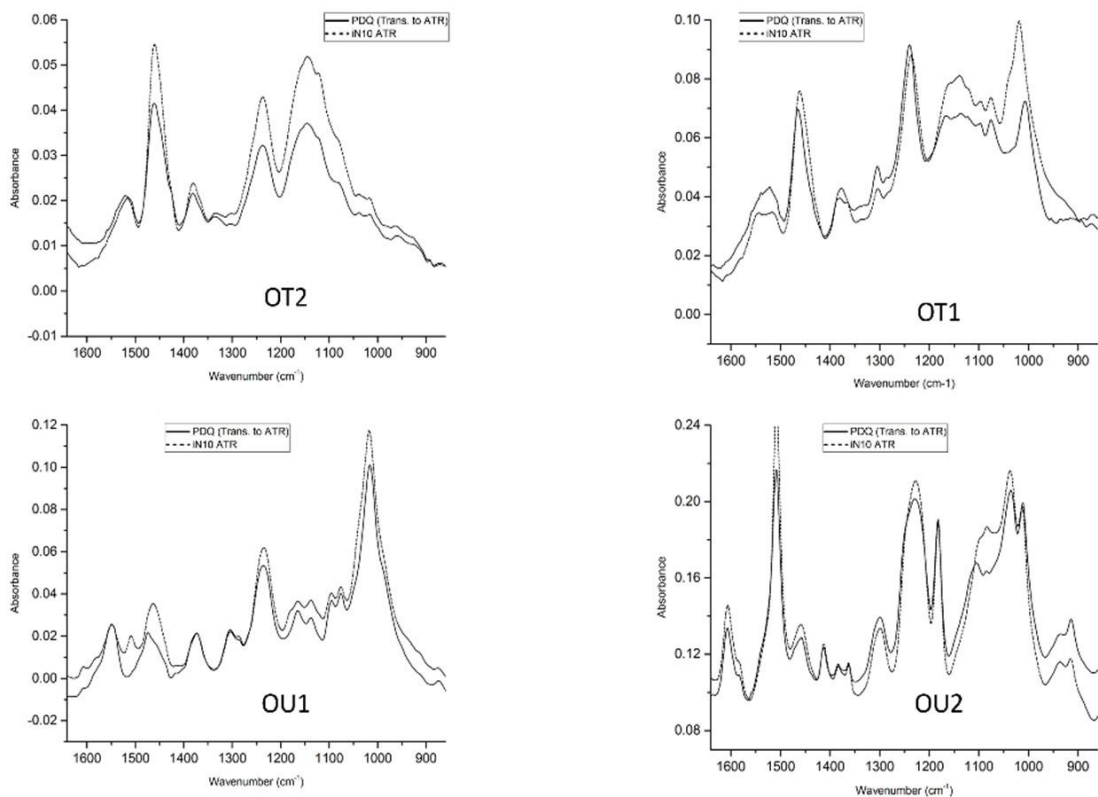 PDQ (Trans. to ATR)
iN10 ATR
0.06
0.05
0.04
0.03
0.02
0.01
0.00
-0.01
Absorbance
OT2
1600 1500 1400 1300 1200 1100 1000 900
Wavenumber (cm⁻¹)
PDQ (Trans. to ATR)
iN10 ATR
0.10
0.08
0.06
0.04
0.02
0.00
Absorbance
OT1
1600 1500 1400 1300 1200 1100 1000 900
Wavenumber (cm-1)
PDQ (Trans. to ATR)
iN10 ATR
0.12
0.10
0.08
0.06
0.04
0.02
0.00
-0.02
Absorbance
OU1
1600 1500 1400 1300 1200 1100 1000 900
Wavenumber (cm⁻¹)
PDQ (Trans. to ATR)
iN10 ATR
0.24
0.20
0.16
0.12
0.08
Absorbance
OU2
1600 1500 1400 1300 1200 1100 1000 900
Wavenumber (cm⁻¹)